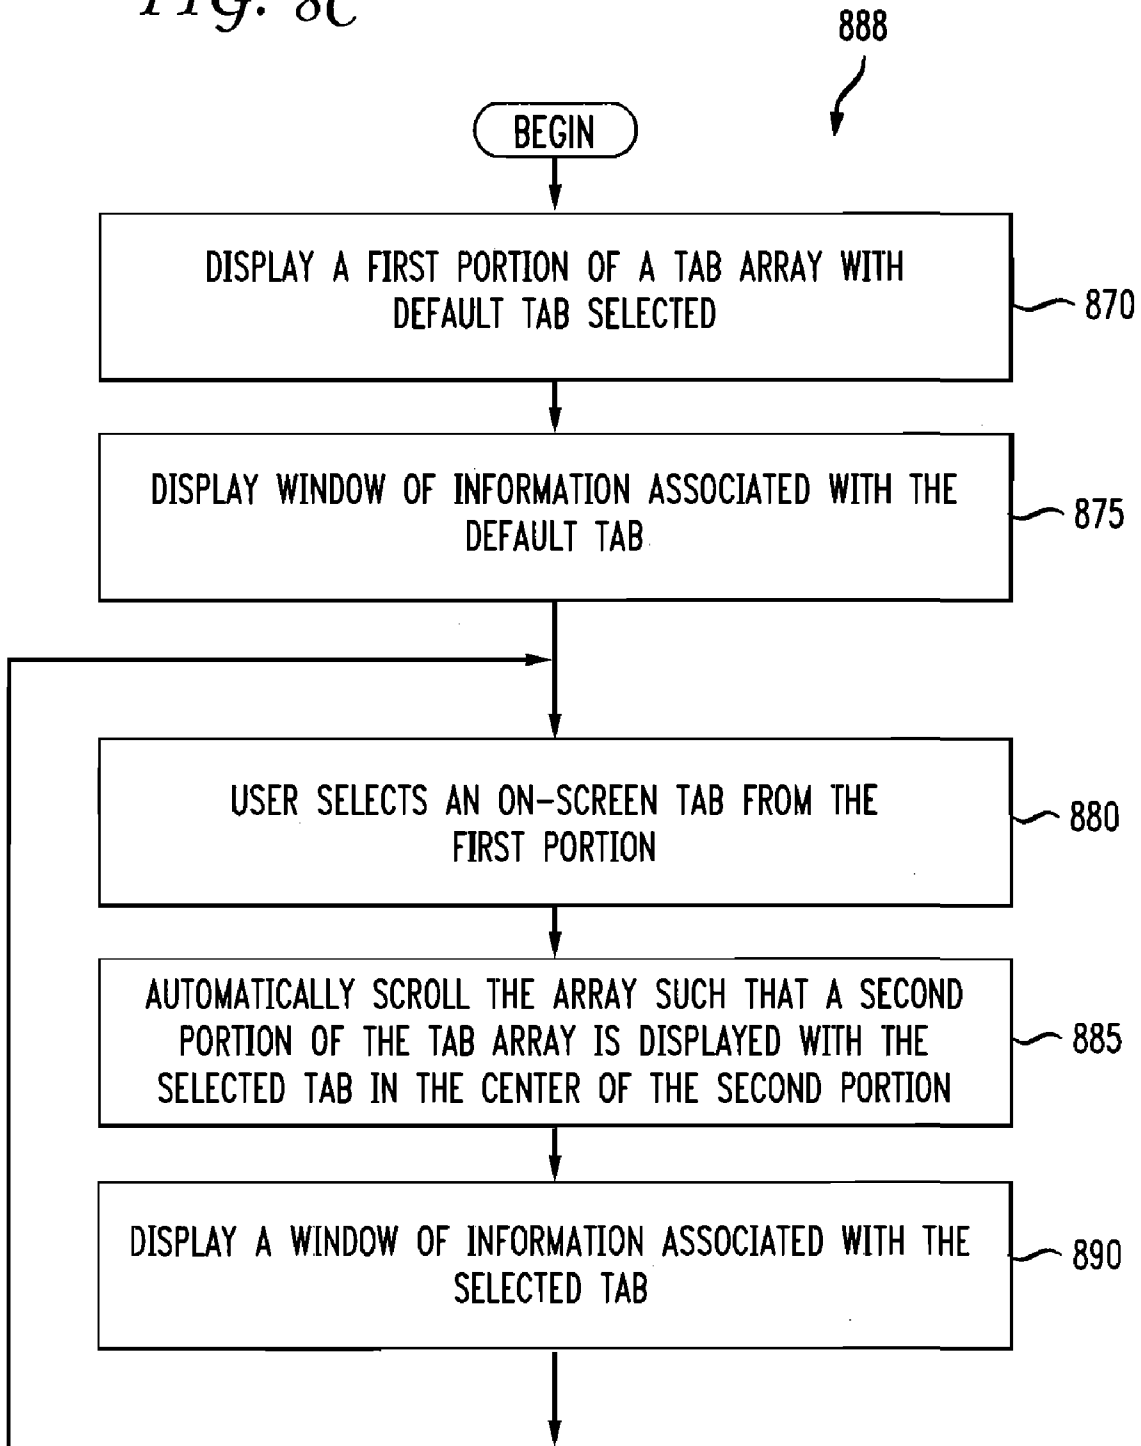 FIG. 8C
888
BEGIN
DISPLAY A FIRST PORTION OF A TAB ARRAY WITH
DEFAULT TAB SELECTED
870
DISPLAY WINDOW OF INFORMATION ASSOCIATED WITH THE
DEFAULT TAB
875
USER SELECTS AN ON-SCREEN TAB FROM THE
FIRST PORTION
880
AUTOMATICALLY SCROLL THE ARRAY SUCH THAT A SECOND
PORTION OF THE TAB ARRAY IS DISPLAYED WITH THE
SELECTED TAB IN THE CENTER OF THE SECOND PORTION
885
DISPLAY A WINDOW OF INFORMATION ASSOCIATED WITH THE
SELECTED TAB
890